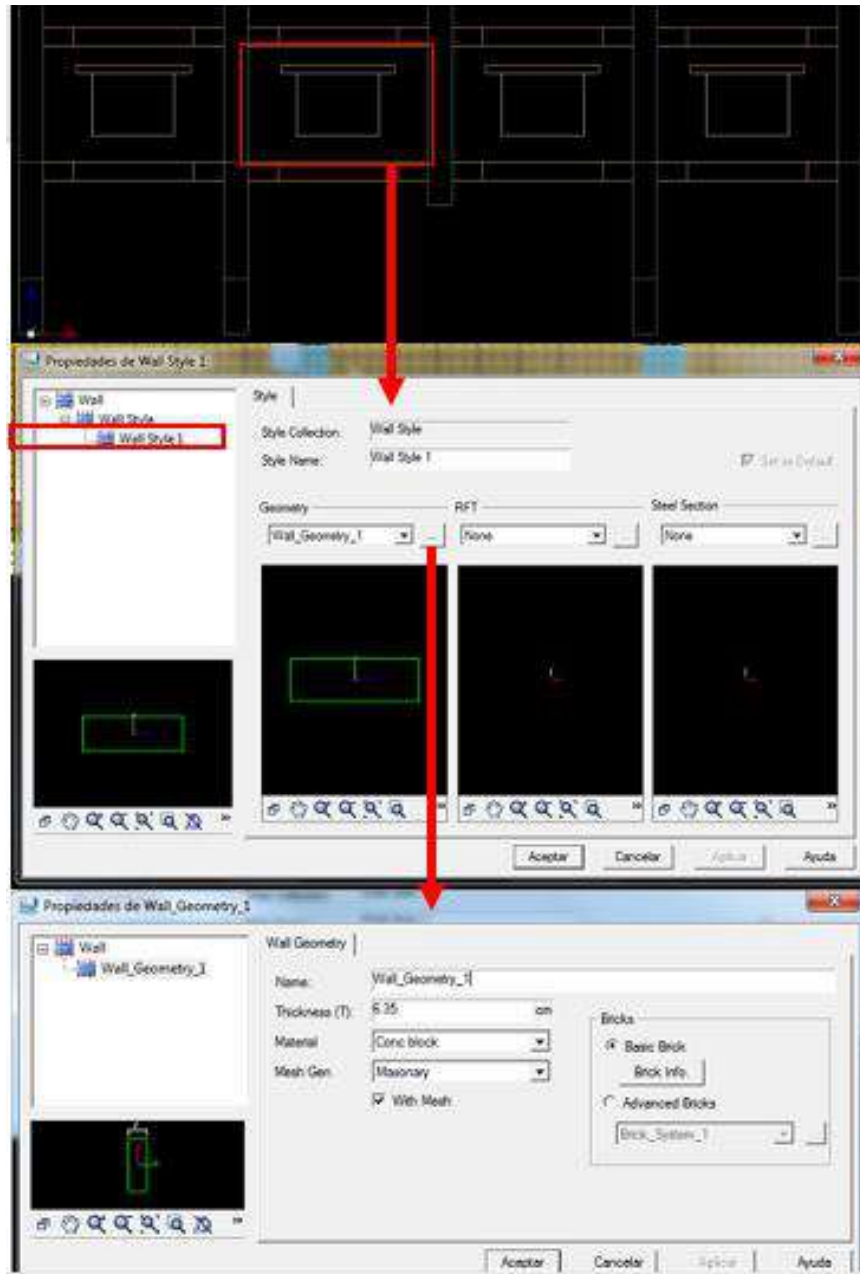 Propiedades de Wall Style 1
Wall
Wall Style
Wall Style 1
Style
Style Collection: Wall Style
Style Name: Wall Style 1
Set as Default
Geometry RFT Steel Section
Wall_Geometry_1 ... None ... None ...
Aceptar Cancelar Aplicar Ayuda
Propiedades de Wall_Geometry_1
Wall
Wall_Geometry_1
Wall Geometry
Name: Wall_Geometry_1
Thickness (T): 6.35 cm
Material Conc block
Mesh Gen Masonary
With Mesh
Bricks
Basic Brick
Brick Info.
Advanced Bricks
Brick_System_1
Aceptar Cancelar Aplicar Ayuda